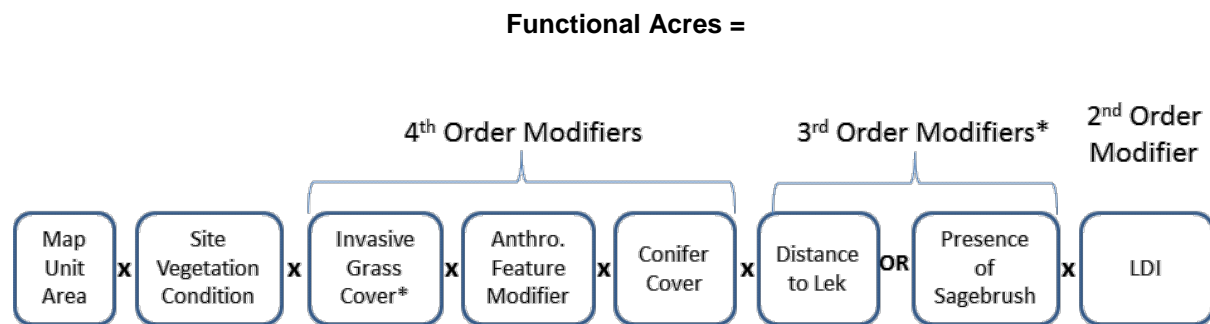 Functional Acres =
4th Order Modifiers
3rd Order Modifiers*
2nd Order
Modifier
Map
Unit
Area
x
Site
Vegetation
Condition
x
Invasive
Grass
Cover*
x
Anthro.
Feature
Modifier
x
Conifer
Cover
x
Distance
to Lek
OR
Presence
of
Sagebrush
x
LDI